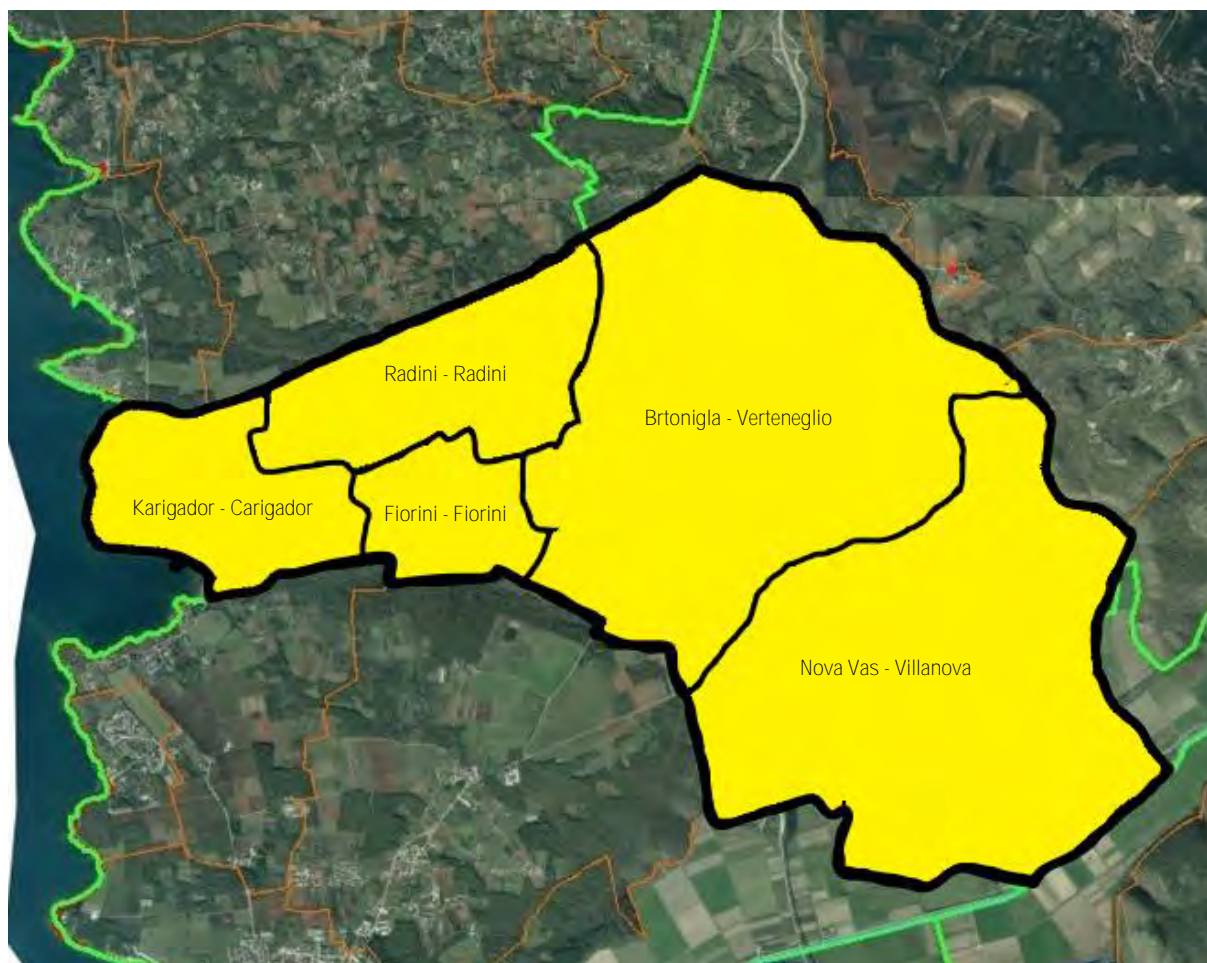 Radini - Radini
Brtonigla - Verteneglio
Karigador - Carigador
Fiorini - Fiorini
Nova Vas - Villanova